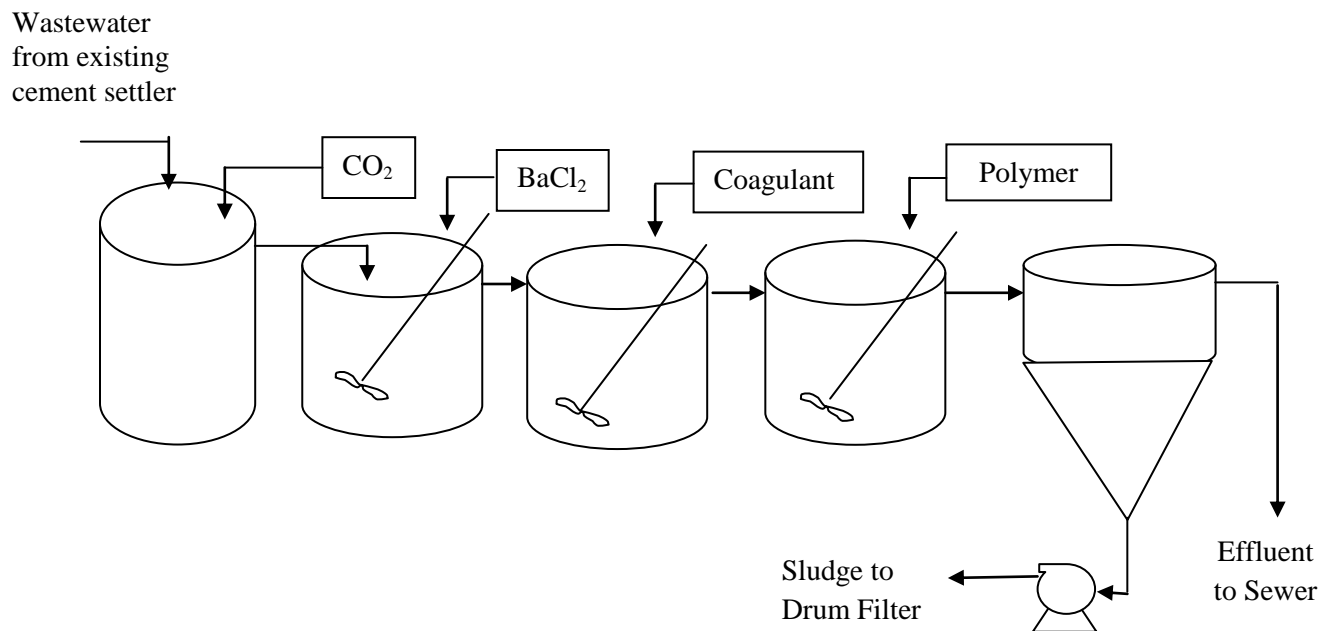 Wastewater
from existing
cement settler
CO₂
BaCl₂
Coagulant
Polymer
Sludge to
Drum Filter
Effluent
to Sewer